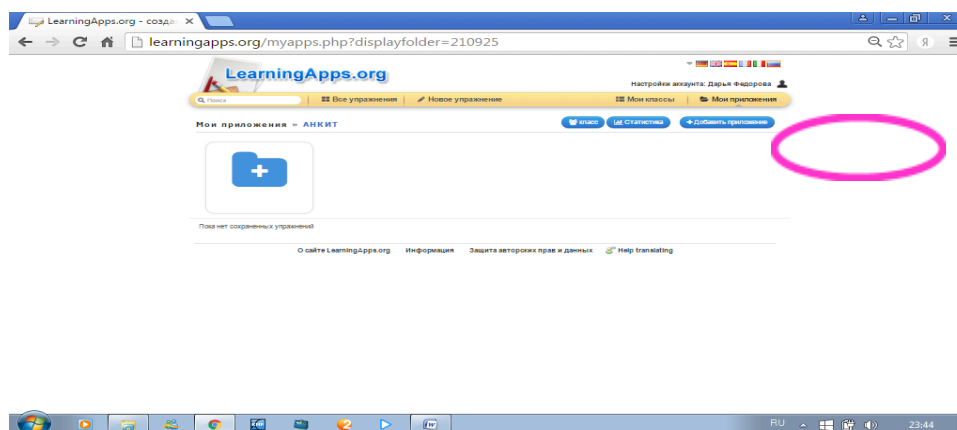 LearningApps.org - созда
learningapps.org/myapps.php?displayfolder=210925
Я
LearningApps.org
Настройки аккаунта: Дарья Федорова
Поиск
Все упражнения
Новое упражнение
Мои классы
Мои приложения
Мои приложения – АНКИТ
класс
Статистика
+Добавить приложение
Пока нет сохраненных упражнений
О сайте LearningApps.org Информация Защита авторских прав и данных Help translating
RU
23:44